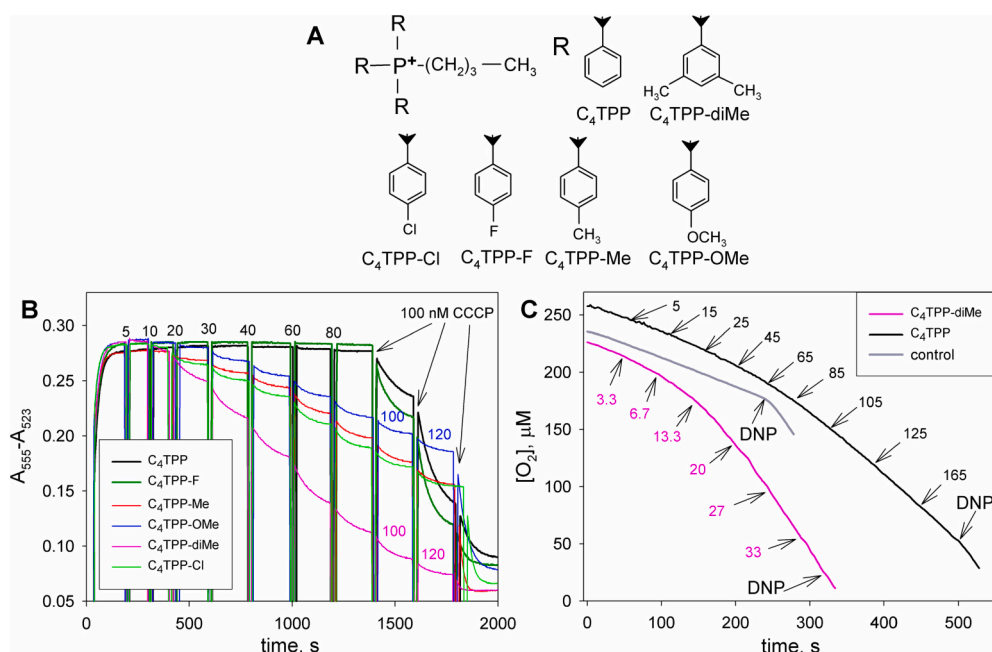 A
R
R
R
P⁺
(CH₂)₃
CH₃
R
C₄TPP
H₃C
CH₃
C₄TPP-diMe
Cl
C₄TPP-Cl
F
C₄TPP-F
CH₃
C₄TPP-Me
OCH₃
C₄TPP-OMe
B
100 nM CCCP
5 10 20 30 40 60 80
100
120
100
120
C₄TPP
C₄TPP-F
C₄TPP-Me
C₄TPP-OMe
C₄TPP-diMe
C₄TPP-Cl
A₅₅₅-A₅₂₃
0.30
0.25
0.20
0.15
0.10
0.05
0 500 1000 1500 2000
time, s
C
C₄TPP-diMe
C₄TPP
control
5
15
25
45
65
85
105
125
165
DNP
DNP
3.3
6.7
13.3
20
27
33
DNP
[O₂], μM
250
200
150
100
50
0
0 100 200 300 400 500
time, s